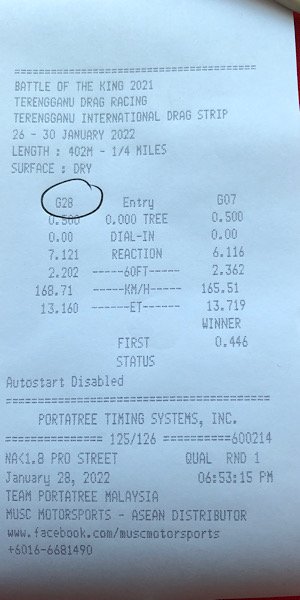 ==============================
BATTLE OF THE KING 2021
TERENGGANU DRAG RACING
TERENGGANU INTERNATIONAL DRAG STRIP
26 - 30 JANUARY 2022
LENGTH : 402M - 1/4 MILES
SURFACE : DRY
G28 Entry G07
0.500 0.000 TREE 0.500
0.00 DIAL-IN 0.00
7.121 REACTION 6.116
2.202 ------60FT------ 2.362
168.71 -----KM/H------ 165.51
13.160 ------ET------ 13.719
WINNER
FIRST 0.446
STATUS
Autostart Disabled
==============================
PORTATREE TIMING SYSTEMS, INC.
============== 125/126 ==========600214
NA<1.8 PRO STREET QUAL RND 1
January 28, 2022 06:53:15 PM
TEAM PORTATREE MALAYSIA
MUSC MOTORSPORTS - ASEAN DISTRIBUTOR
www.facebook.com/muscmotorsports
+6016-6681490